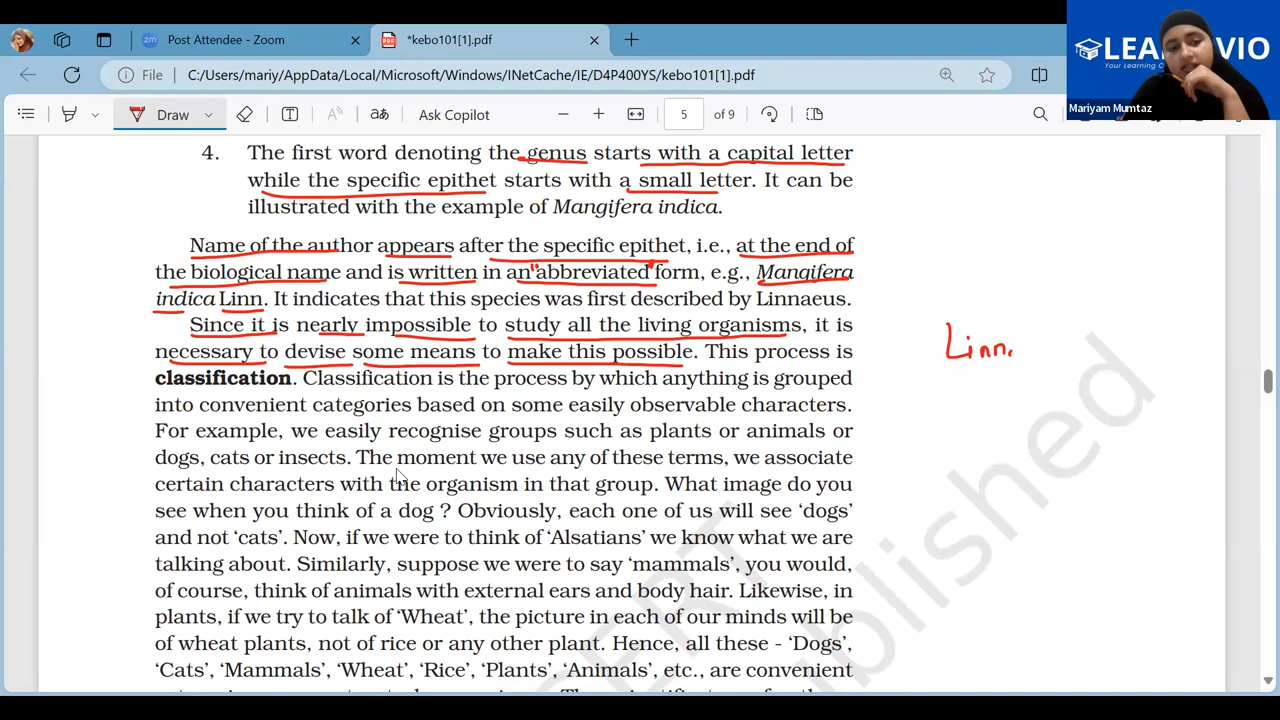 Post Attendee - Zoom
*kebo101[1].pdf
File
C:/Users/mariy/AppData/Local/Microsoft/Windows/INetCache/IE/D4P400YS/kebo101[1].pdf
Draw
Ask Copilot
5 of 9
Your Learning
Mariyam Mumtaz
4. The first word denoting the genus starts with a capital letter
while the specific epithet starts with a small letter. It can be
illustrated with the example of Mangifera indica.
Name of the author appears after the specific epithet, i.e., at the end of
the biological name and is written in an "abbreviated" form, e.g., Mangifera
indica Linn. It indicates that this species was first described by Linnaeus.
Since it is nearly impossible to study all the living organisms, it is
necessary to devise some means to make this possible. This process is
Linn.
classification. Classification is the process by which anything is grouped
into convenient categories based on some easily observable characters.
For example, we easily recognise groups such as plants or animals or
dogs, cats or insects. The moment we use any of these terms, we associate
certain characters with the organism in that group. What image do you
see when you think of a dog ? Obviously, each one of us will see ‘dogs’
and not ‘cats’. Now, if we were to think of ‘Alsatians’ we know what we are
talking about. Similarly, suppose we were to say ‘mammals’, you would,
of course, think of animals with external ears and body hair. Likewise, in
plants, if we try to talk of ‘Wheat’, the picture in each of our minds will be
of wheat plants, not of rice or any other plant. Hence, all these - ‘Dogs’,
‘Cats’, ‘Mammals’, ‘Wheat’, ‘Rice’, ‘Plants’, ‘Animals’, etc., are convenient